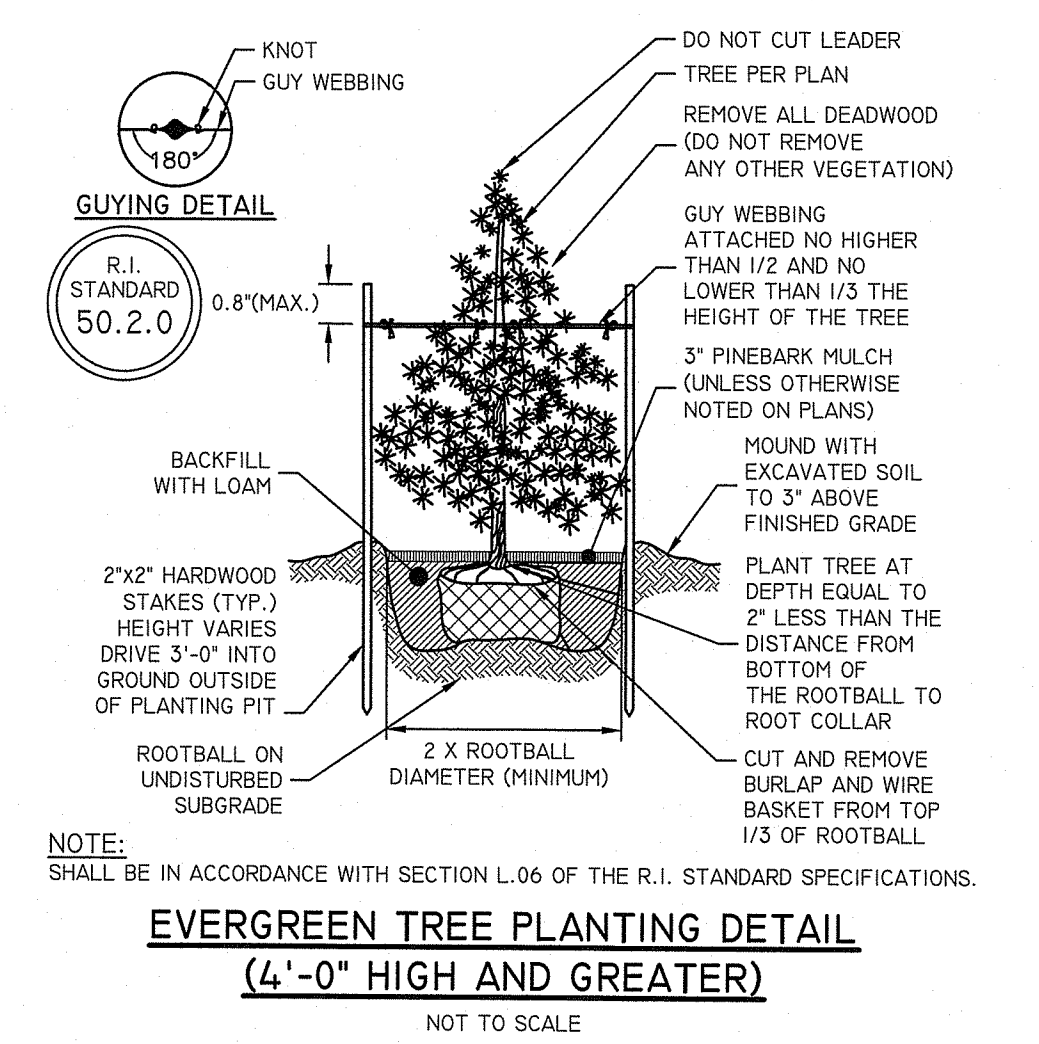 KNOT
GUY WEBBING
180°
GUYING DETAIL
R.I.
STANDARD
50.2.0
0.8"(MAX.)
DO NOT CUT LEADER
TREE PER PLAN
REMOVE ALL DEADWOOD
(DO NOT REMOVE
ANY OTHER VEGETATION)
GUY WEBBING
ATTACHED NO HIGHER
THAN 1/2 AND NO
LOWER THAN 1/3 THE
HEIGHT OF THE TREE
3" PINEBARK MULCH
(UNLESS OTHERWISE
NOTED ON PLANS)
MOUND WITH
EXCAVATED SOIL
TO 3" ABOVE
FINISHED GRADE
BACKFILL
WITH LOAM
2"x2" HARDWOOD
STAKES (TYP.)
HEIGHT VARIES
DRIVE 3'-0" INTO
GROUND OUTSIDE
OF PLANTING PIT
PLANT TREE AT
DEPTH EQUAL TO
2" LESS THAN THE
DISTANCE FROM
BOTTOM OF
THE ROOTBALL TO
ROOT COLLAR
ROOTBALL ON
UNDISTURBED
SUBGRADE
2 X ROOTBALL
DIAMETER (MINIMUM)
CUT AND REMOVE
BURLAP AND WIRE
BASKET FROM TOP
1/3 OF ROOTBALL
NOTE:
SHALL BE IN ACCORDANCE WITH SECTION L.06 OF THE R.I. STANDARD SPECIFICATIONS.
EVERGREEN TREE PLANTING DETAIL
(4'-0" HIGH AND GREATER)
NOT TO SCALE